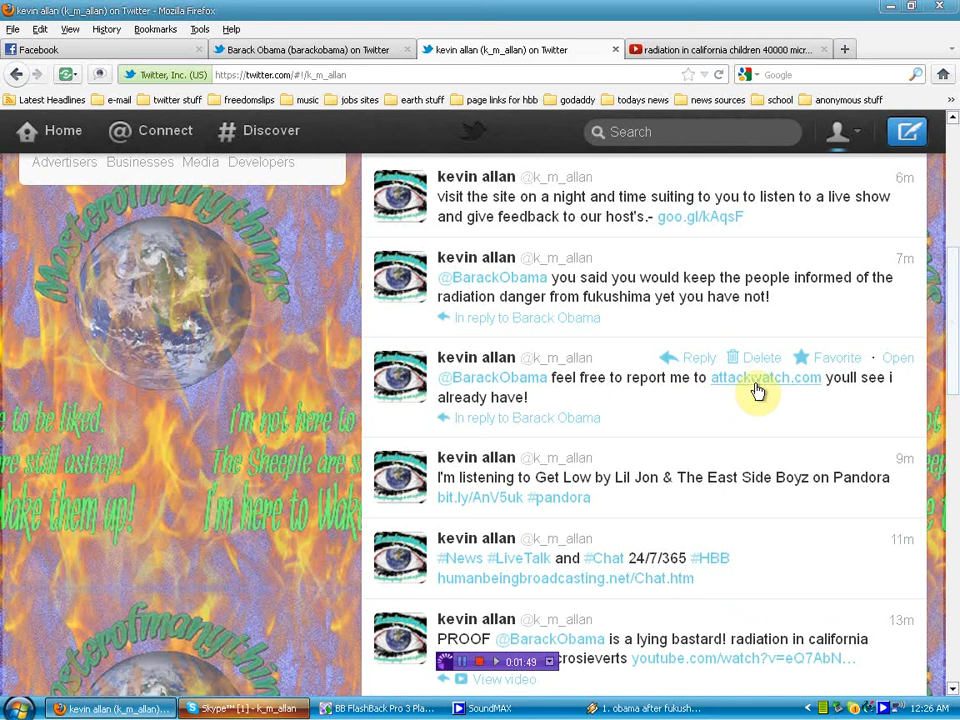 kevin allan (k_m_allan) on Twitter - Mozilla Firefox
File Edit View History Bookmarks Tools Help
Facebook × Barack Obama (barackobama) on Twitter × kevin allan (k_m_allan) on Twitter × radiation in california children 40000 micr... × +
Twitter, Inc. (US) https://twitter.com/#!/k_m_allan Google
Latest Headlines e-mail twitter stuff freedomslips music jobs sites earth stuff page links for hbb godaddy todays news news sources school anonymous stuff »
Home @ Connect # Discover Search
Advertisers Businesses Media Developers
Masterofmanythings
e to be liked. I'm not here to
re still asleep! The Sheeple are s
Wake them up! I'm here to Wak
Masterofmanythings
kevin allan @k_m_allan 6m
visit the site on a night and time suiting to you to listen to a live show
and give feedback to our host's.- goo.gl/kAqsF
kevin allan @k_m_allan 7m
@BarackObama you said you would keep the people informed of the
radiation danger from fukushima yet you have not!
In reply to Barack Obama
kevin allan @k_m_allan Reply Delete Favorite · Open
@BarackObama feel free to report me to attackwatch.com youll see i
already have!
In reply to Barack Obama
kevin allan @k_m_allan 9m
I'm listening to Get Low by Lil Jon & The East Side Boyz on Pandora
bit.ly/AnV5uk #pandora
kevin allan @k_m_allan 11m
#News #LiveTalk and #Chat 24/7/365 #HBB
humanbeingbroadcasting.net/Chat.htm
kevin allan @k_m_allan 13m
PROOF @BarackObama is a lying bastard! radiation in california
0:01:49 crosieverts youtube.com/watch?v=eQ7AbN...
View video
kevin allan (k_m_allan)... Skype™ [1] - k_m_allan BB FlashBack Pro 3 Pla... SoundMAX 1. obama after fukush... 12:26 AM